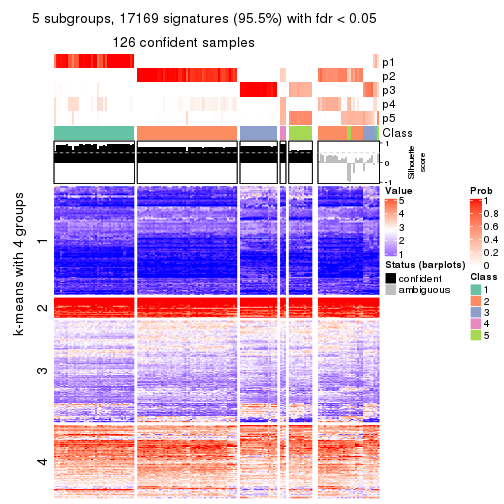 5 subgroups, 17169 signatures (95.5%) with fdr < 0.05
126 confident samples
p1
p2
p3
p4
p5
Class
1
0
-1
Silhouette
score
k-means with 4 groups
1
2
3
4
Value
5
4
3
2
1
Status (barplots)
confident
ambiguous
Prob
1
0.8
0.6
0.4
0.2
0
Class
1
2
3
4
5